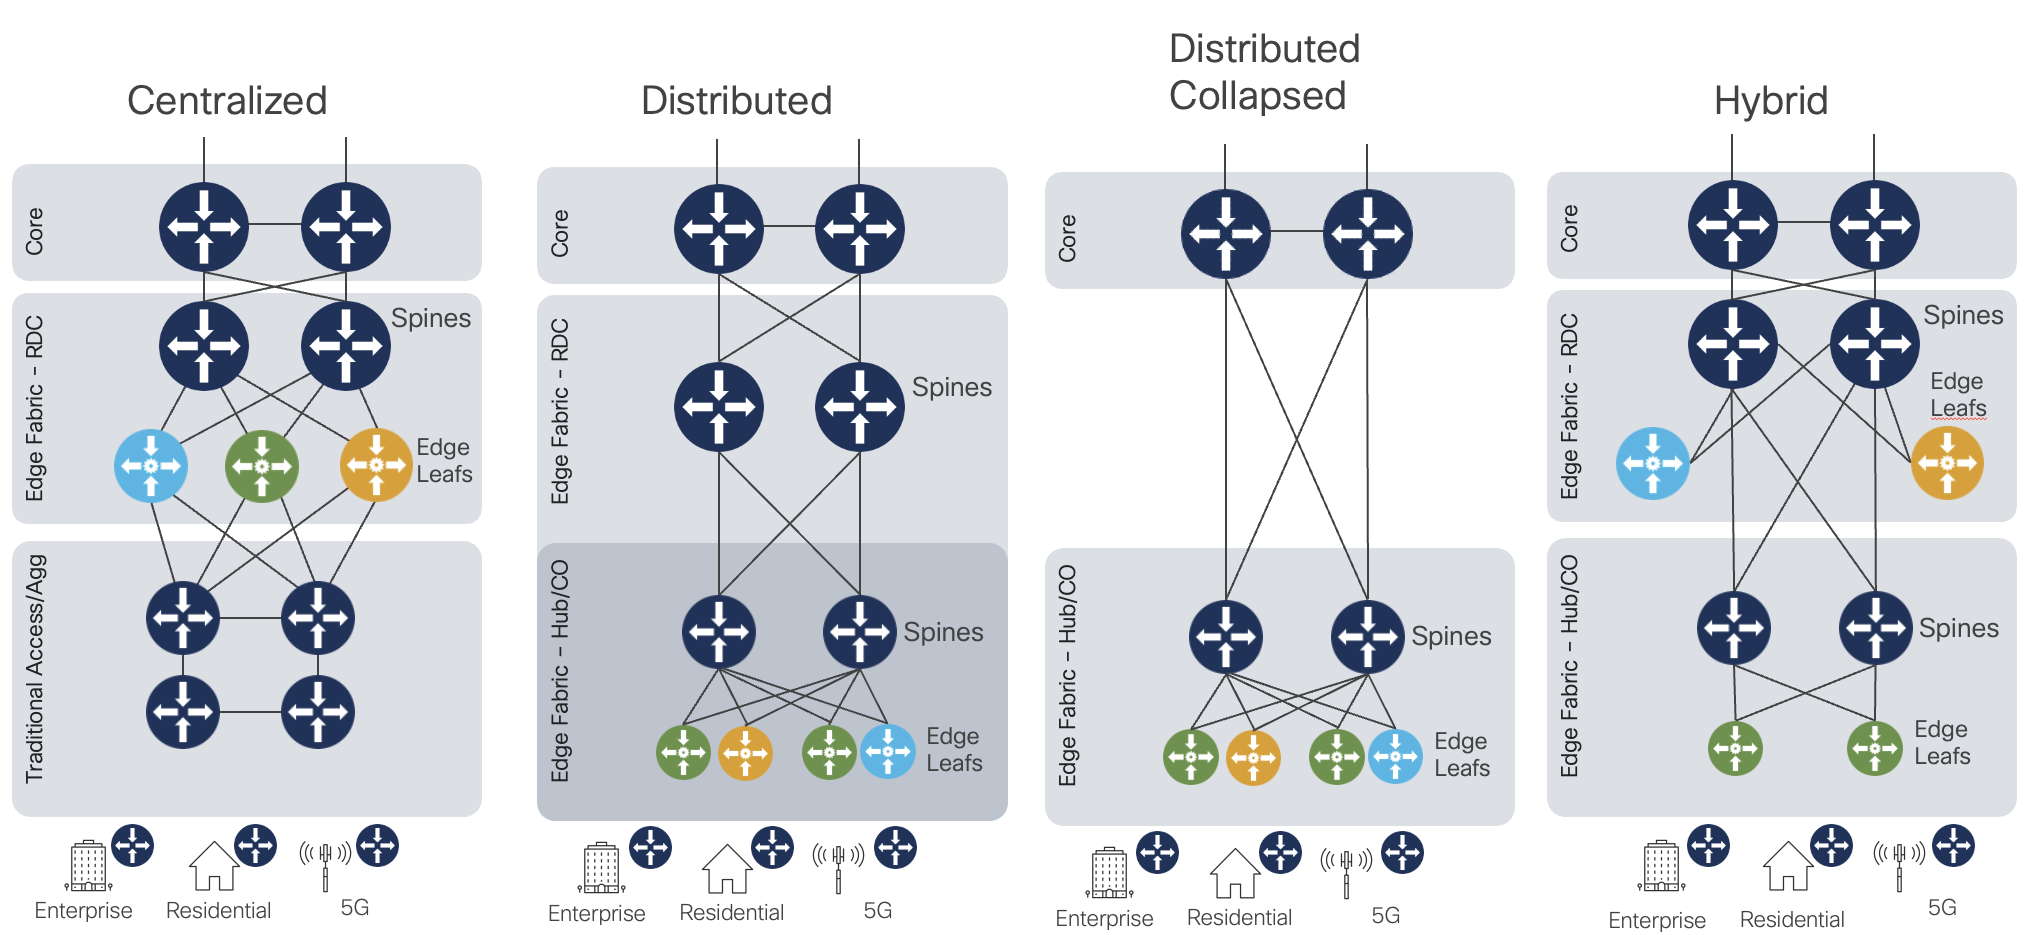 Centralized
Core
Edge Fabric – RDC
Spines
Edge
Leafs
Traditional Access/Agg
Enterprise
Residential
5G
Distributed
Core
Edge Fabric – RDC
Spines
Edge Fabric – Hub/CO
Spines
Edge
Leafs
Enterprise
Residential
5G
Distributed
Collapsed
Core
Edge Fabric – Hub/CO
Spines
Edge
Leafs
Enterprise
Residential
5G
Hybrid
Core
Edge Fabric – RDC
Spines
Edge
Leafs
Edge Fabric – Hub/CO
Spines
Edge
Leafs
Enterprise
Residential
5G